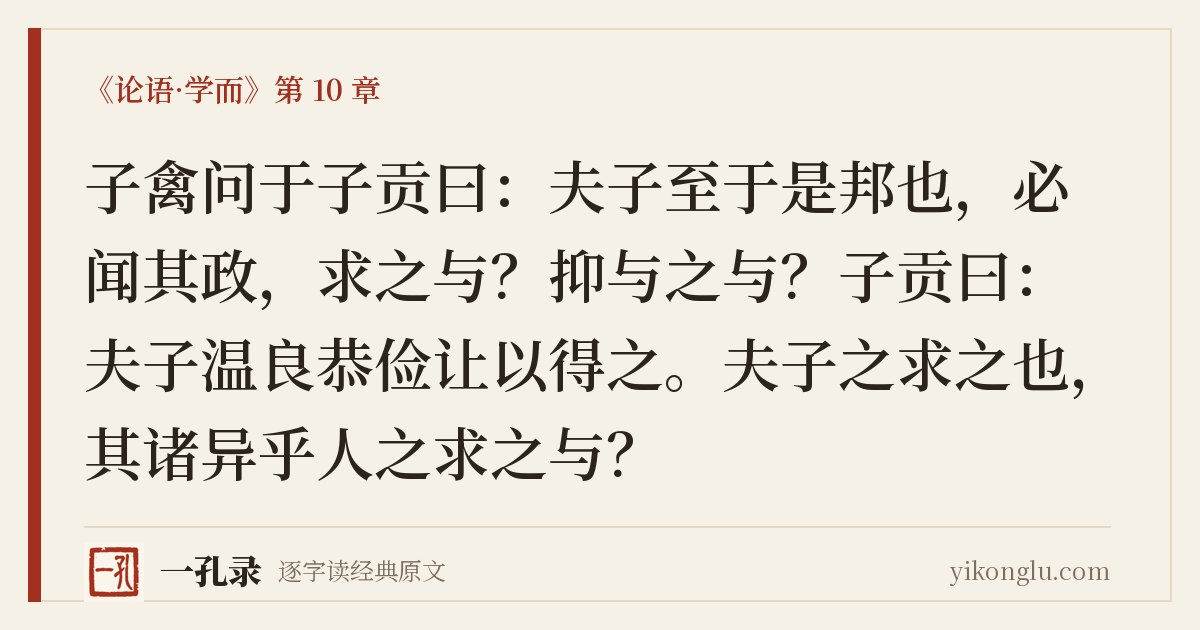 《论语·学而》第 10 章
子禽问于子贡曰：夫子至于是邦也，必
闻其政，求之与？抑与之与？子贡曰：
夫子温良恭俭让以得之。夫子之求之也，
其诸异乎人之求之与？
一孔
一孔录 逐字读经典原文
yikonglu.com